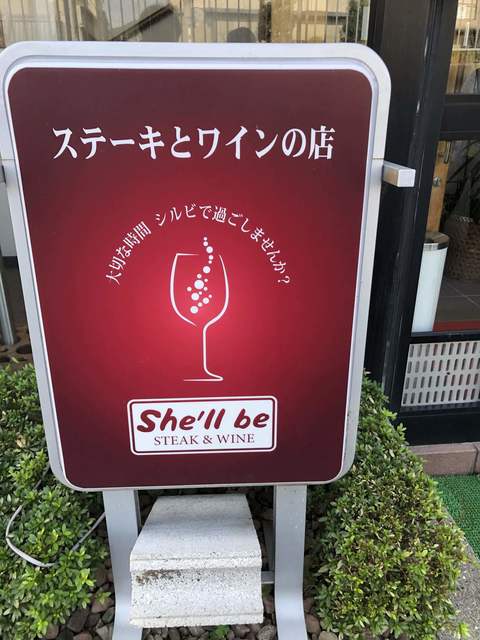 ステーキとワインの店
大切な時間 シルビで過ごしませんか?
She'll be
STEAK & WINE